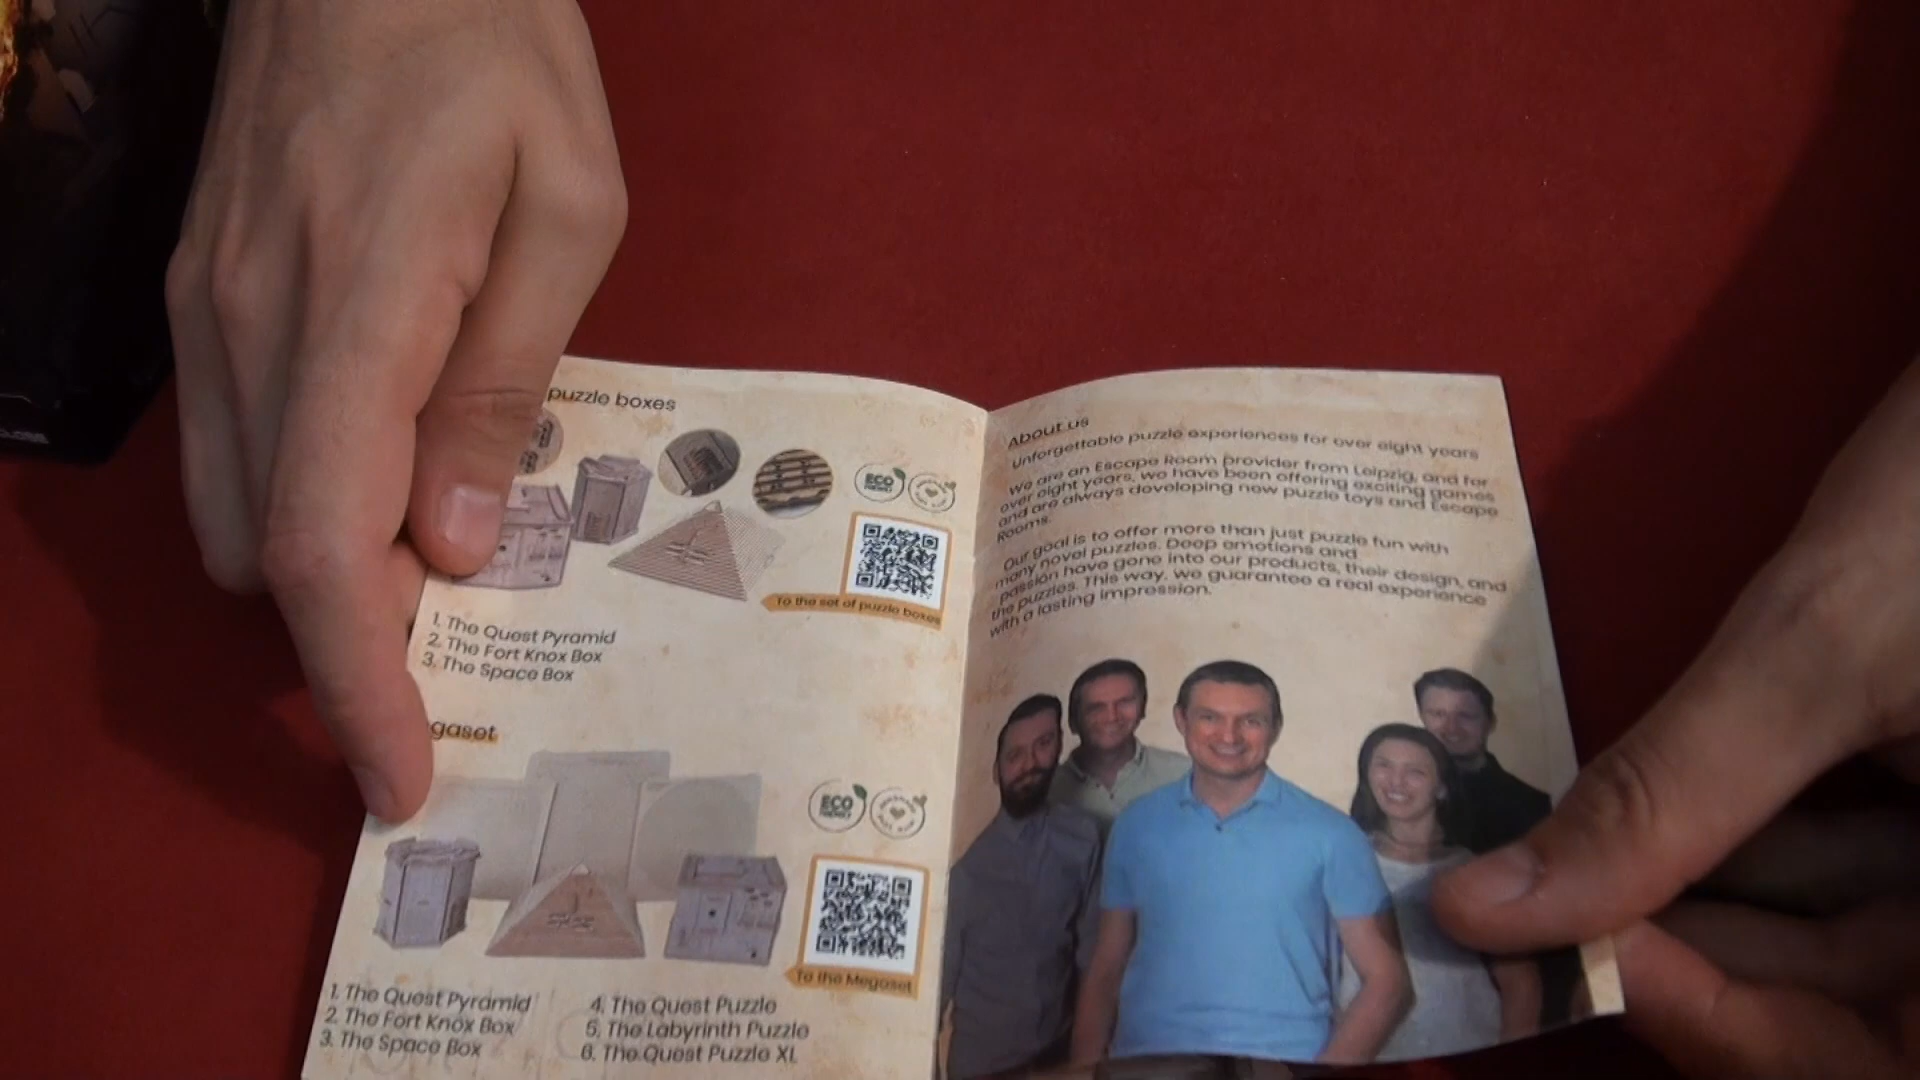 puzzle boxes
ECO
FRIENDLY
To the set of puzzle boxes
1. The Quest Pyramid
2. The Fort Knox Box
3. The Space Box
gaset
ECO
FRIENDLY
To the Megaset
1. The Quest Pyramid
2. The Fort Knox Box
3. The Space Box
4. The Quest Puzzle
5. The Labyrinth Puzzle
6. The Quest Puzzle XL
About us
Unforgettable puzzle experiences for over eight years
We are an Escape Room provider from Leipzig, and for
over eight years, we have been offering exciting games
and are always developing new puzzle toys and Escape
Rooms.
Our goal is to offer more than just puzzle fun with
many novel puzzles. Deep emotions and
passion have gone into our products, their design, and
the puzzles. This way, we guarantee a real experience
with a lasting impression.